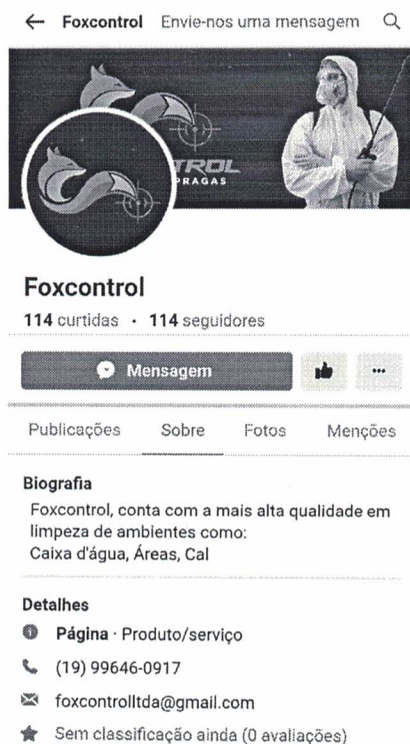 Foxcontrol Envie-nos uma mensagem
TROL
PRAGAS
Foxcontrol
114 curtidas · 114 seguidores
Mensagem
Publicações Sobre Fotos Menções
Biografia
Foxcontrol, conta com a mais alta qualidade em
limpeza de ambientes como:
Caixa d'água, Áreas, Cal
Detalhes
Página · Produto/serviço
(19) 99646-0917
foxcontrolltda@gmail.com
Sem classificação ainda (0 avaliações)